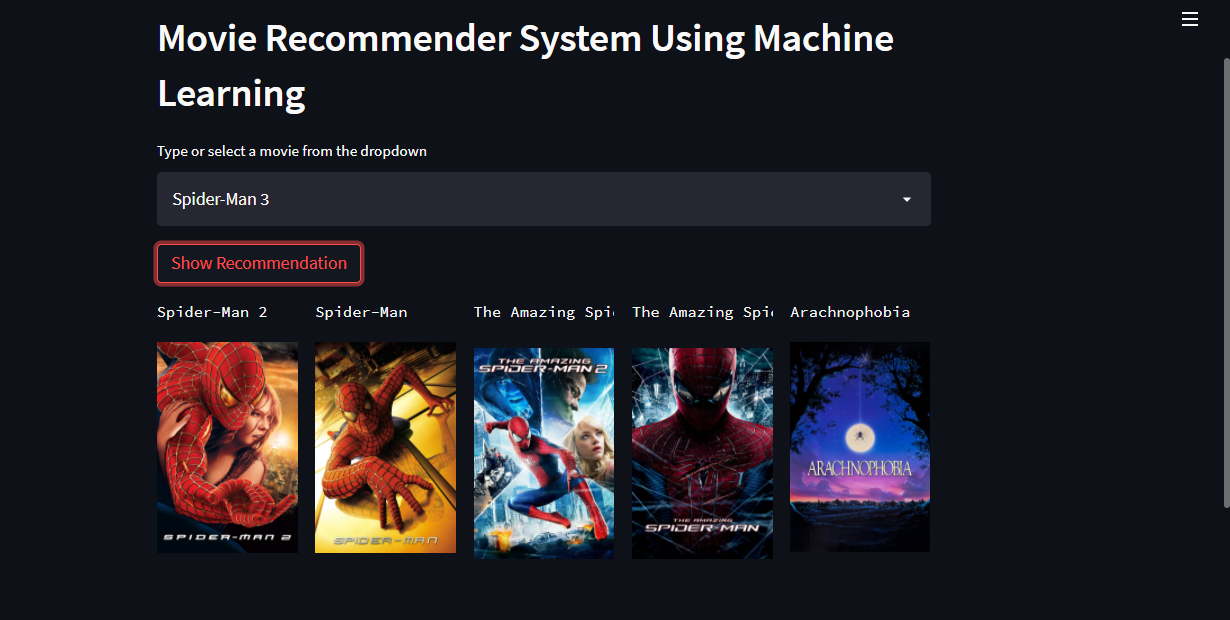 Movie Recommender System Using Machine
Learning
Type or select a movie from the dropdown
Spider-Man 3
Show Recommendation
Spider-Man 2
Spider-Man
The Amazing Spi
The Amazing Spi
Arachnophobia
SPIDER-MAN 2
SPIDER-MAN
THE AMAZING
SPIDER-MAN 2
THE AMAZING
SPIDER-MAN
ARACHNOPHOBIA